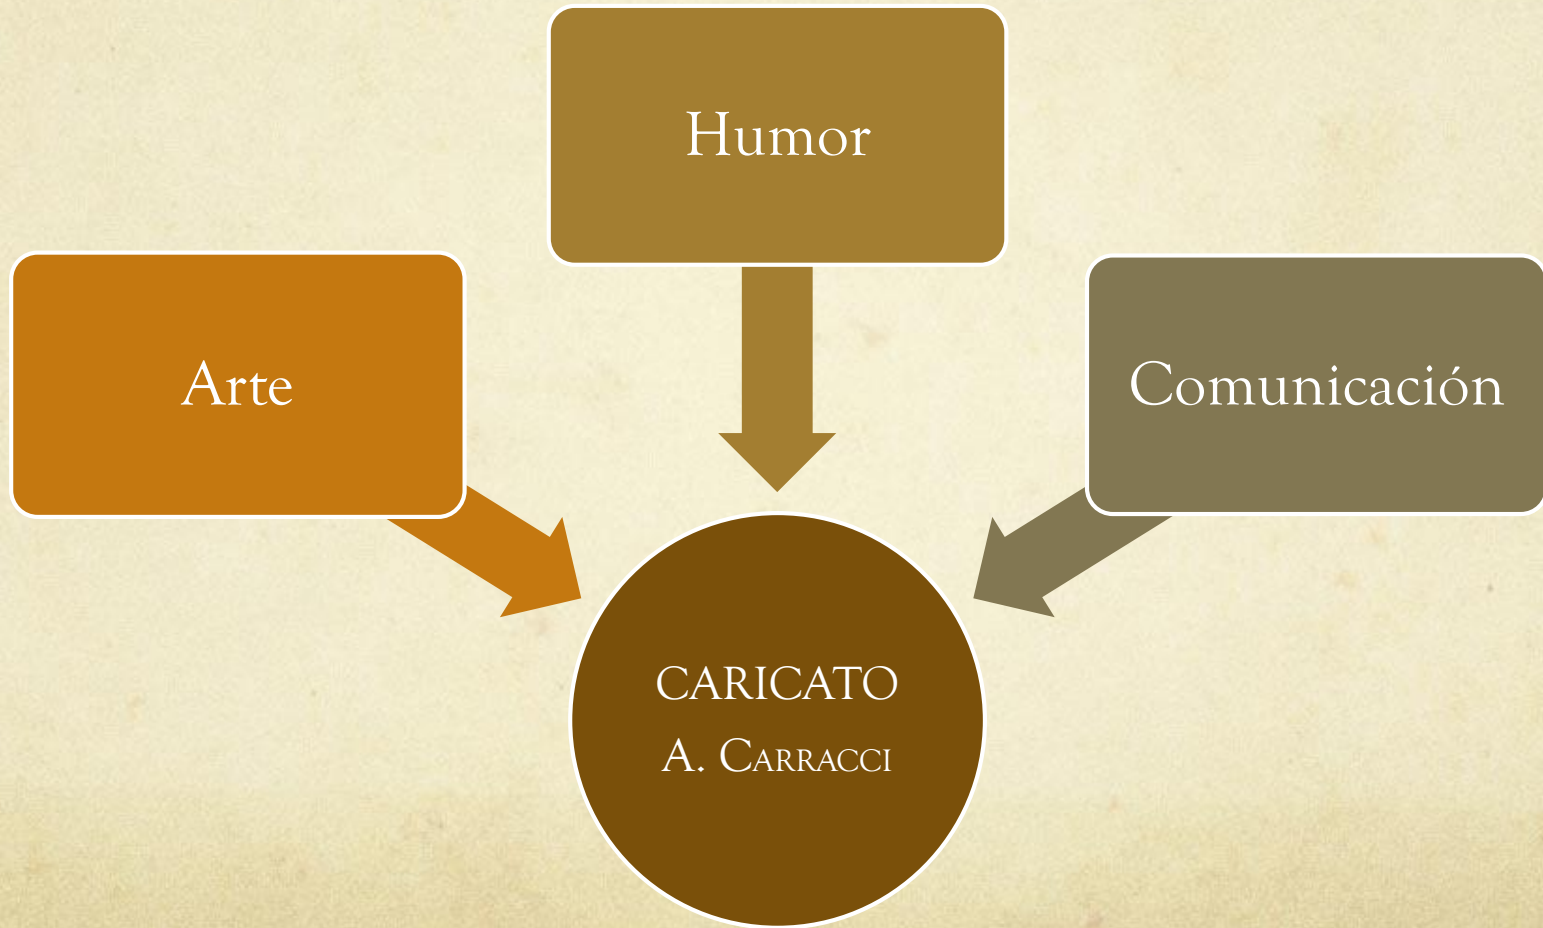 Humor
Arte
Comunicación
CARICATO
A. CARRACCI